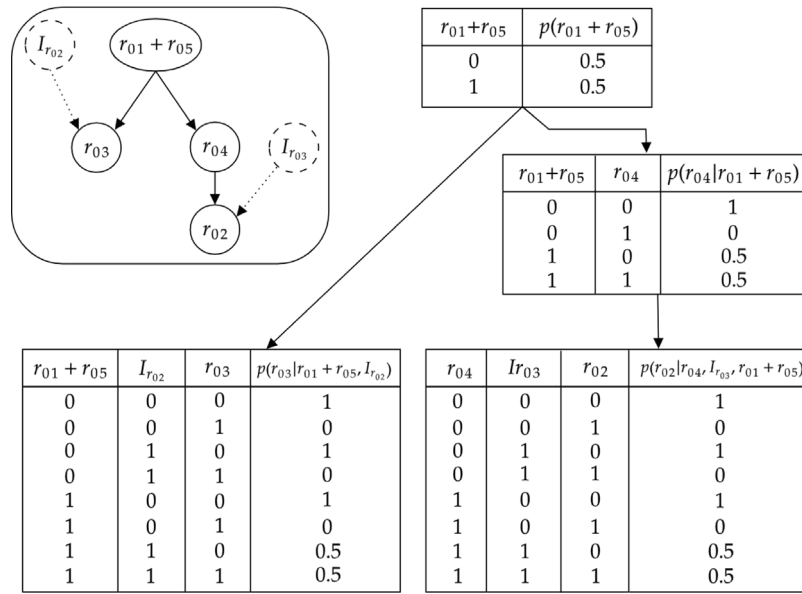 I_{r_{02}}
r_{01} + r_{05}
r_{03}
r_{04}
I_{r_{03}}
r_{02}
r_{01}+r_{05} p(r_{01} + r_{05})
0 0.5
1 0.5
r_{01}+r_{05} r_{04} p(r_{04}|r_{01} + r_{05})
0 0 1
0 1 0
1 0 0.5
1 1 0.5
r_{01} + r_{05} I_{r_{02}} r_{03} p(r_{03}|r_{01} + r_{05}, I_{r_{02}})
0 0 0 1
0 0 1 0
0 1 0 1
0 1 1 0
1 0 0 1
1 0 1 0
1 1 0 0.5
1 1 1 0.5
r_{04} Ir_{03} r_{02} p(r_{02}|r_{04}, I_{r_{03}}, r_{01} + r_{05})
0 0 0 1
0 0 1 0
0 1 0 1
0 1 1 0
1 0 0 1
1 0 1 0
1 1 0 0.5
1 1 1 0.5